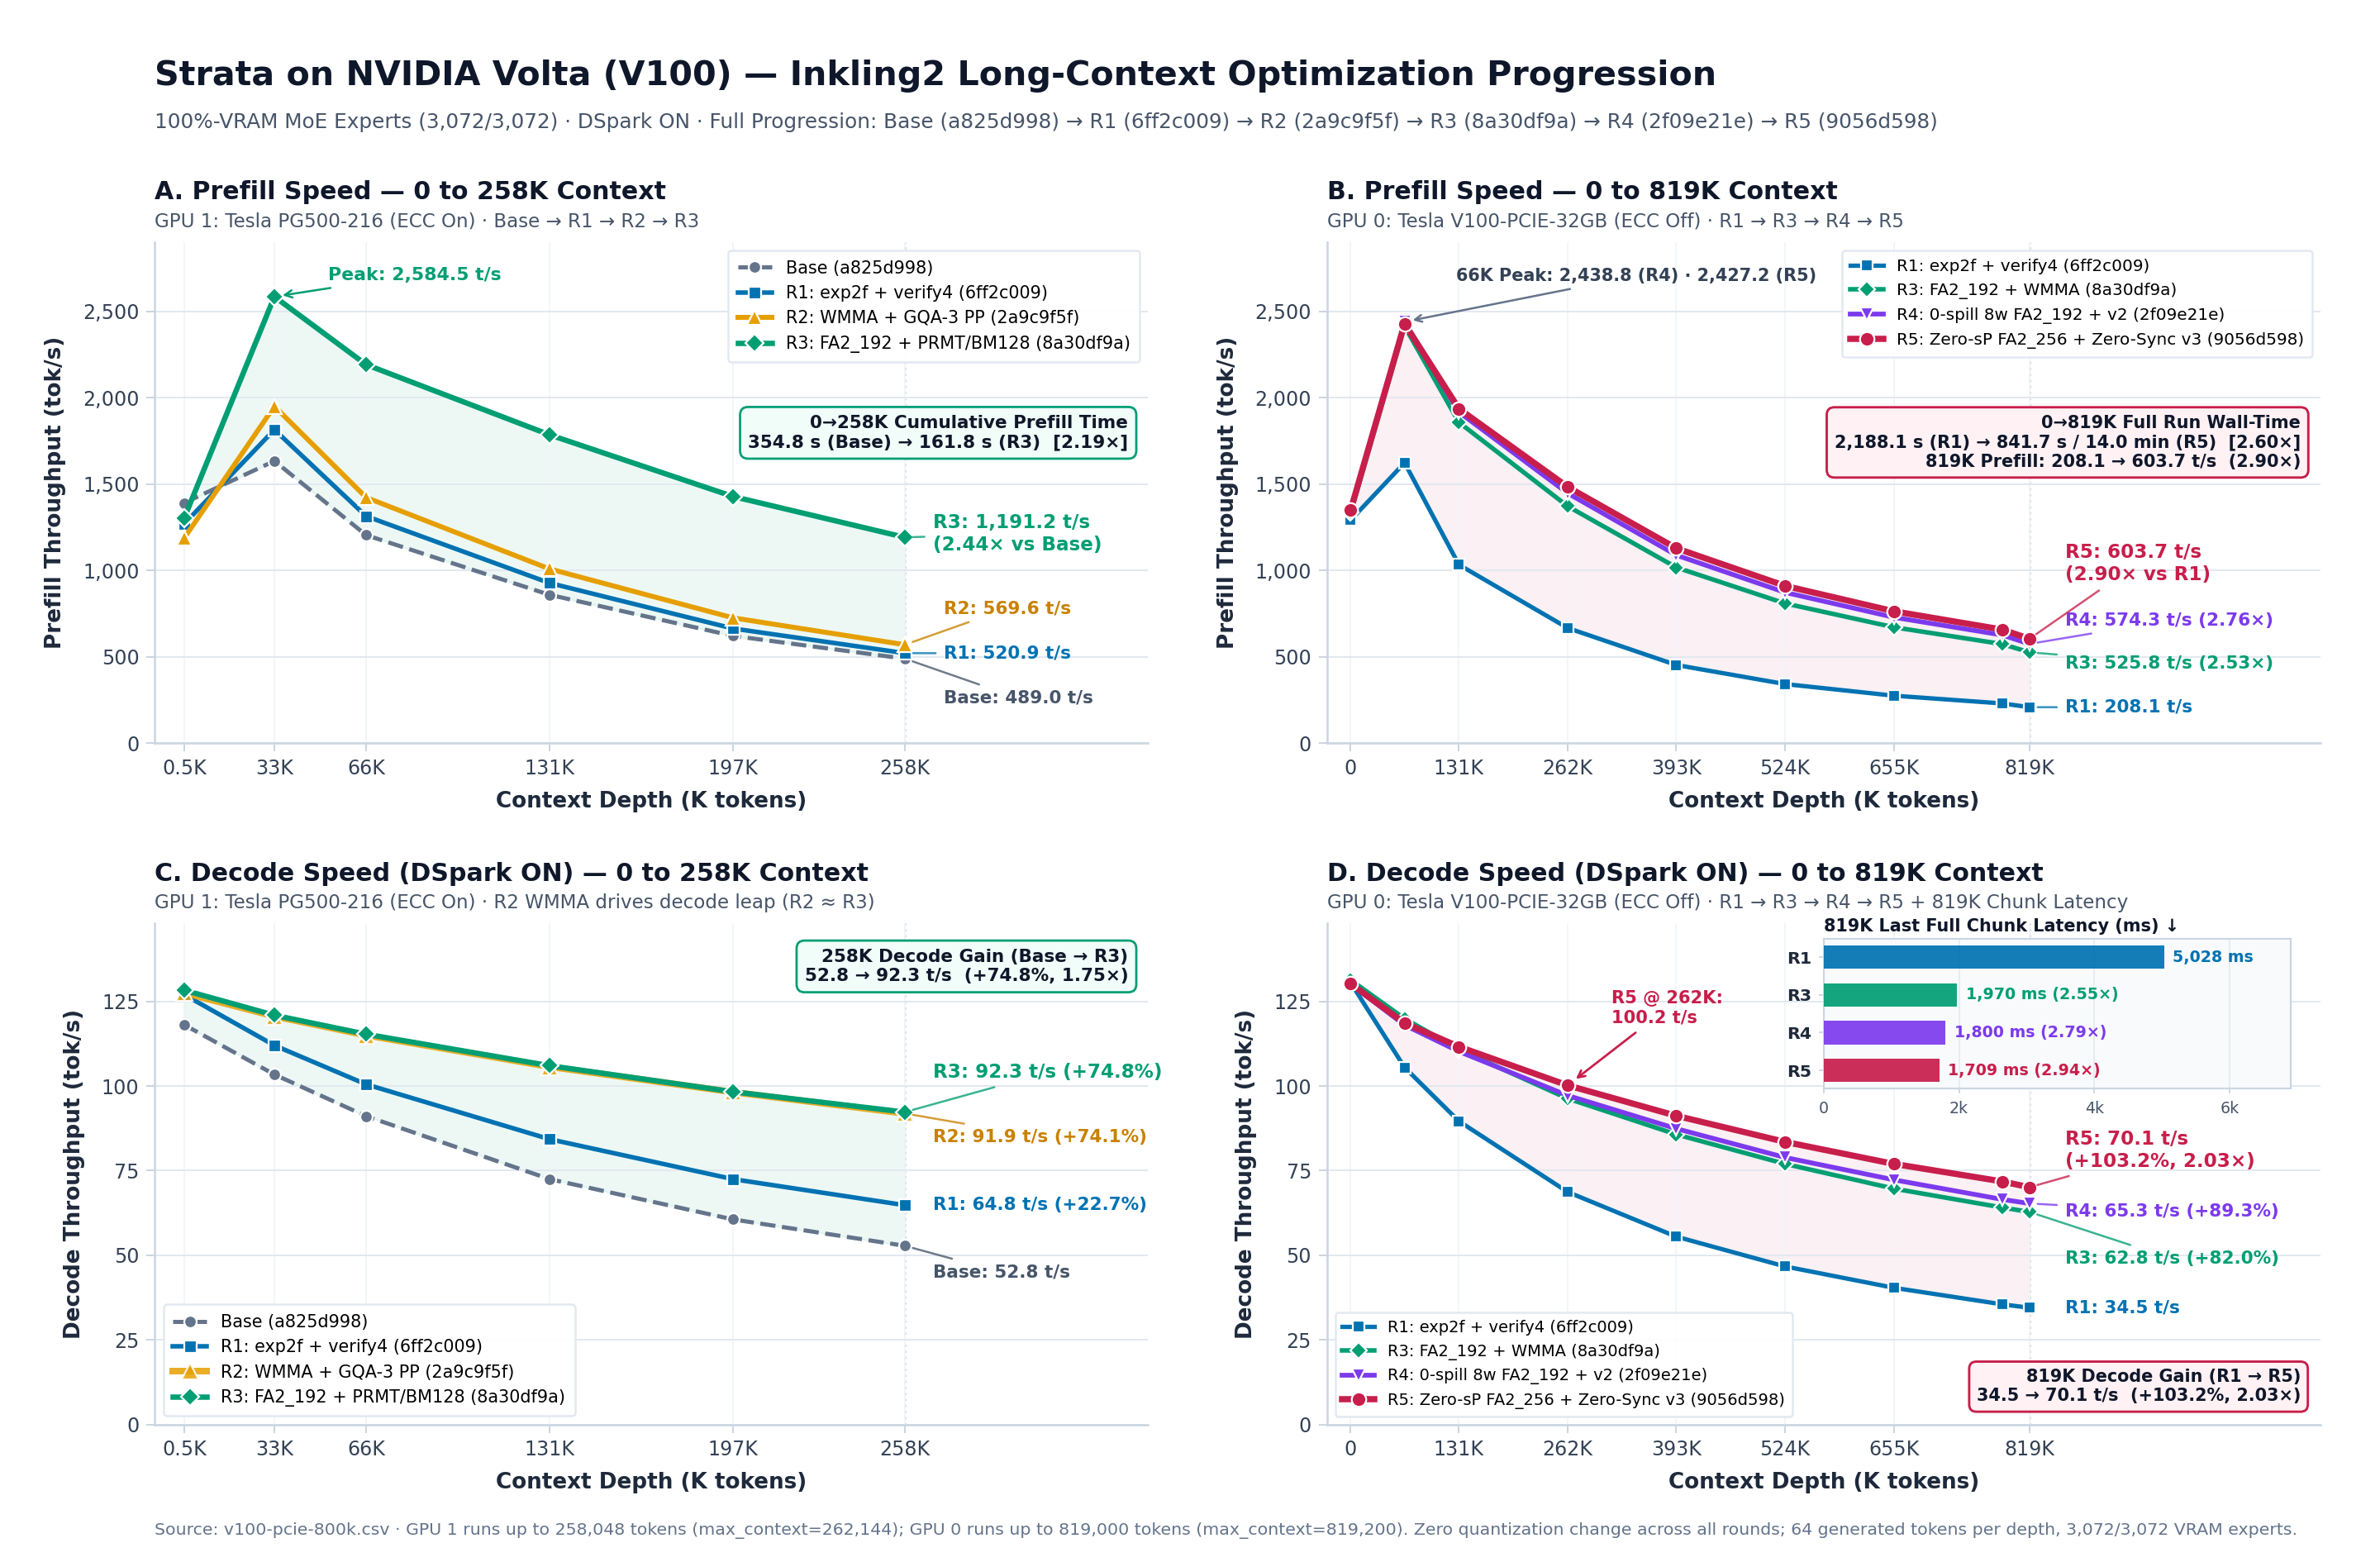 Strata on NVIDIA Volta (V100) — Inkling2 Long-Context Optimization Progression
100%-VRAM MoE Experts (3,072/3,072) · DSpark ON · Full Progression: Base (a825d998) → R1 (6ff2c009) → R2 (2a9c9f5f) → R3 (8a30df9a) → R4 (2f09e21e) → R5 (9056d598)
A. Prefill Speed — 0 to 258K Context
GPU 1: Tesla PG500-216 (ECC On) · Base → R1 → R2 → R3
Prefill Throughput (tok/s)
2,500
2,000
1,500
1,000
500
0
Peak: 2,584.5 t/s
Base (a825d998)
R1: exp2f + verify4 (6ff2c009)
R2: WMMA + GQA-3 PP (2a9c9f5f)
R3: FA2_192 + PRMT/BM128 (8a30df9a)
0→258K Cumulative Prefill Time
354.8 s (Base) → 161.8 s (R3) [2.19×]
R3: 1,191.2 t/s
(2.44× vs Base)
R2: 569.6 t/s
R1: 520.9 t/s
Base: 489.0 t/s
0.5K 33K 66K 131K 197K 258K
Context Depth (K tokens)
B. Prefill Speed — 0 to 819K Context
GPU 0: Tesla V100-PCIE-32GB (ECC Off) · R1 → R3 → R4 → R5
Prefill Throughput (tok/s)
2,500
2,000
1,500
1,000
500
0
66K Peak: 2,438.8 (R4) · 2,427.2 (R5)
R1: exp2f + verify4 (6ff2c009)
R3: FA2_192 + WMMA (8a30df9a)
R4: 0-spill 8w FA2_192 + v2 (2f09e21e)
R5: Zero-sP FA2_256 + Zero-Sync v3 (9056d598)
0→819K Full Run Wall-Time
2,188.1 s (R1) → 841.7 s / 14.0 min (R5) [2.60×]
819K Prefill: 208.1 → 603.7 t/s (2.90×)
R5: 603.7 t/s
(2.90× vs R1)
R4: 574.3 t/s (2.76×)
R3: 525.8 t/s (2.53×)
R1: 208.1 t/s
0 131K 262K 393K 524K 655K 819K
Context Depth (K tokens)
C. Decode Speed (DSpark ON) — 0 to 258K Context
GPU 1: Tesla PG500-216 (ECC On) · R2 WMMA drives decode leap (R2 ≈ R3)
Decode Throughput (tok/s)
125
100
75
50
25
0
258K Decode Gain (Base → R3)
52.8 → 92.3 t/s (+74.8%, 1.75×)
R3: 92.3 t/s (+74.8%)
R2: 91.9 t/s (+74.1%)
R1: 64.8 t/s (+22.7%)
Base: 52.8 t/s
Base (a825d998)
R1: exp2f + verify4 (6ff2c009)
R2: WMMA + GQA-3 PP (2a9c9f5f)
R3: FA2_192 + PRMT/BM128 (8a30df9a)
0.5K 33K 66K 131K 197K 258K
Context Depth (K tokens)
D. Decode Speed (DSpark ON) — 0 to 819K Context
GPU 0: Tesla V100-PCIE-32GB (ECC Off) · R1 → R3 → R4 → R5 + 819K Chunk Latency
Decode Throughput (tok/s)
125
100
75
50
25
0
819K Last Full Chunk Latency (ms) ↓
R1 5,028 ms
R3 1,970 ms (2.55×)
R4 1,800 ms (2.79×)
R5 1,709 ms (2.94×)
0 2k 4k 6k
R5 @ 262K:
100.2 t/s
R5: 70.1 t/s
(+103.2%, 2.03×)
R4: 65.3 t/s (+89.3%)
R3: 62.8 t/s (+82.0%)
R1: 34.5 t/s
R1: exp2f + verify4 (6ff2c009)
R3: FA2_192 + WMMA (8a30df9a)
R4: 0-spill 8w FA2_192 + v2 (2f09e21e)
R5: Zero-sP FA2_256 + Zero-Sync v3 (9056d598)
819K Decode Gain (R1 → R5)
34.5 → 70.1 t/s (+103.2%, 2.03×)
0 131K 262K 393K 524K 655K 819K
Context Depth (K tokens)
Source: v100-pcie-800k.csv · GPU 1 runs up to 258,048 tokens (max_context=262,144); GPU 0 runs up to 819,000 tokens (max_context=819,200). Zero quantization change across all rounds; 64 generated tokens per depth, 3,072/3,072 VRAM experts.